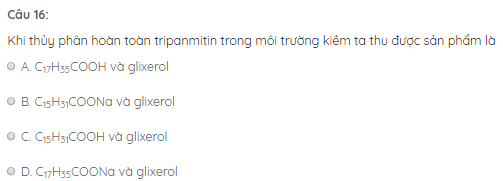 Câu 16:
Khi thủy phân hoàn toàn tripanmitin trong môi trường kiêm ta thu được sản phẩm là
A. C₁₇H₃₅COOH và glixerol
B. C₁₅H₃₁COONa và glixerol
C. C₁₅H₃₁COOH và glixerol
D. C₁₇H₃₅COONa và glixerol